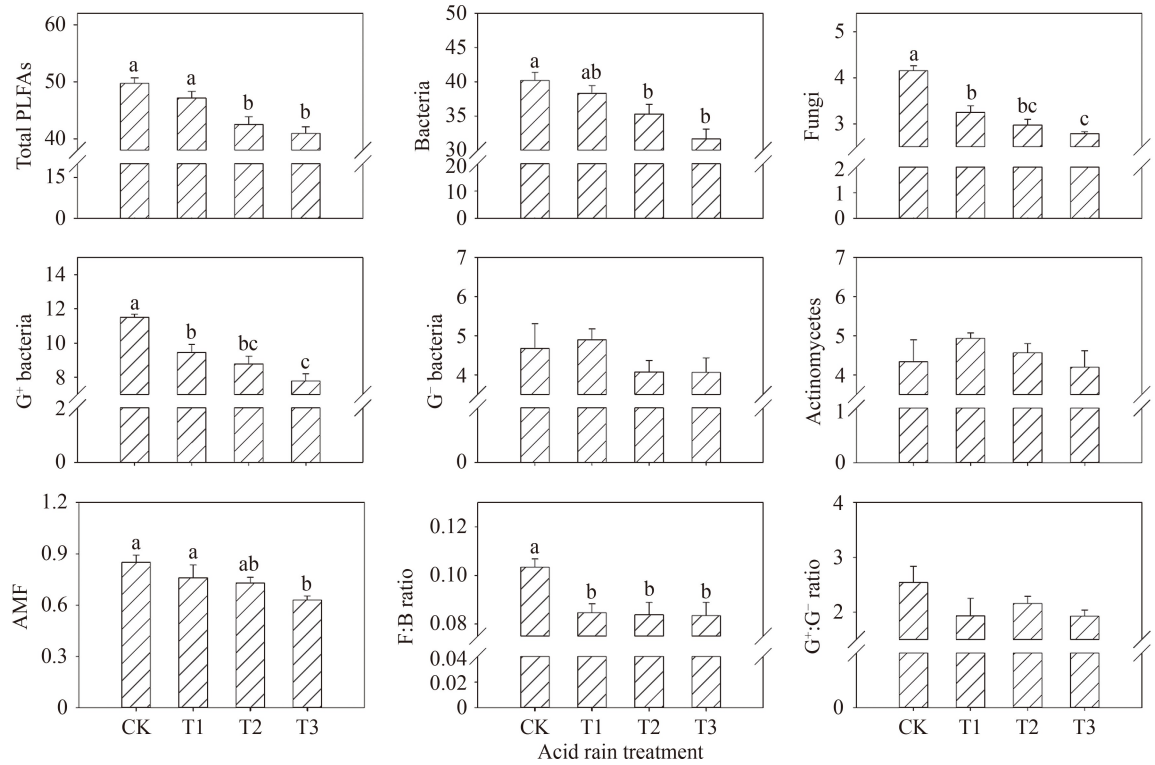 Total PLFAs
60
50
40
15
0
a
a
b
b
Bacteria
50
45
40
35
30
20
10
0
a
ab
b
b
Fungi
5
4
3
2
1
0
a
b
bc
c
G⁺ bacteria
14
12
10
8
2
0
a
b
bc
c
G⁻ bacteria
7
6
5
4
0
Actinomycetes
7
6
5
4
1
0
AMF
1.2
0.9
0.6
0.3
0
a
a
ab
b
CK T1 T2 T3
F:B ratio
0.12
0.10
0.08
0.04
0.02
0
a
b
b
b
CK T1 T2 T3
G⁺:G⁻ ratio
4
3
2
0
CK T1 T2 T3
Acid rain treatment